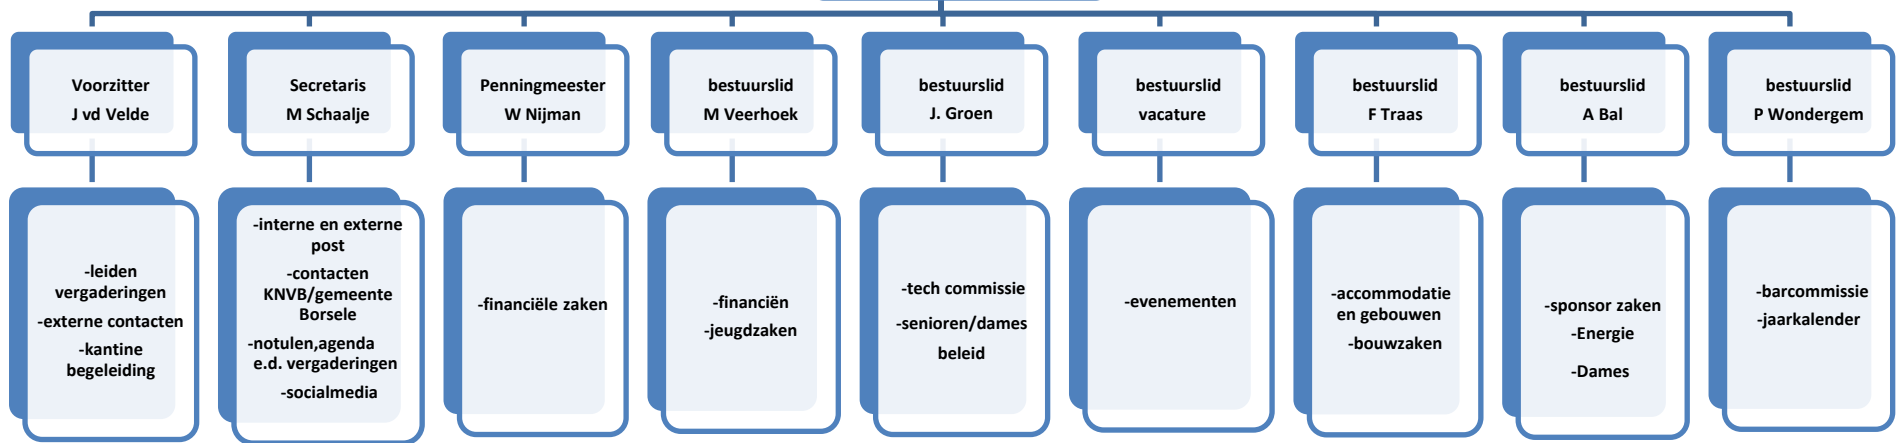 Voorzitter
J vd Velde
Secretaris
M Schaalje
Penningmeester
W Nijman
bestuurslid
M Veerhoek
bestuurslid
J. Groen
bestuurslid
vacature
bestuurslid
F Traas
bestuurslid
A Bal
bestuurslid
P Wondergem
-leiden
vergaderingen
-externe contacten
-kantine
begeleiding
-interne en externe
post
-contacten
KNVB/gemeente
Borsele
-notulen,agenda
e.d. vergaderingen
-socialmedia
-financiële zaken
-financiën
-jeugdzaken
-tech commissie
-senioren/dames
beleid
-evenementen
-accommodatie
en gebouwen
-bouwzaken
-sponsor zaken
-Energie
-Dames
-barcommissie
-jaarkalender